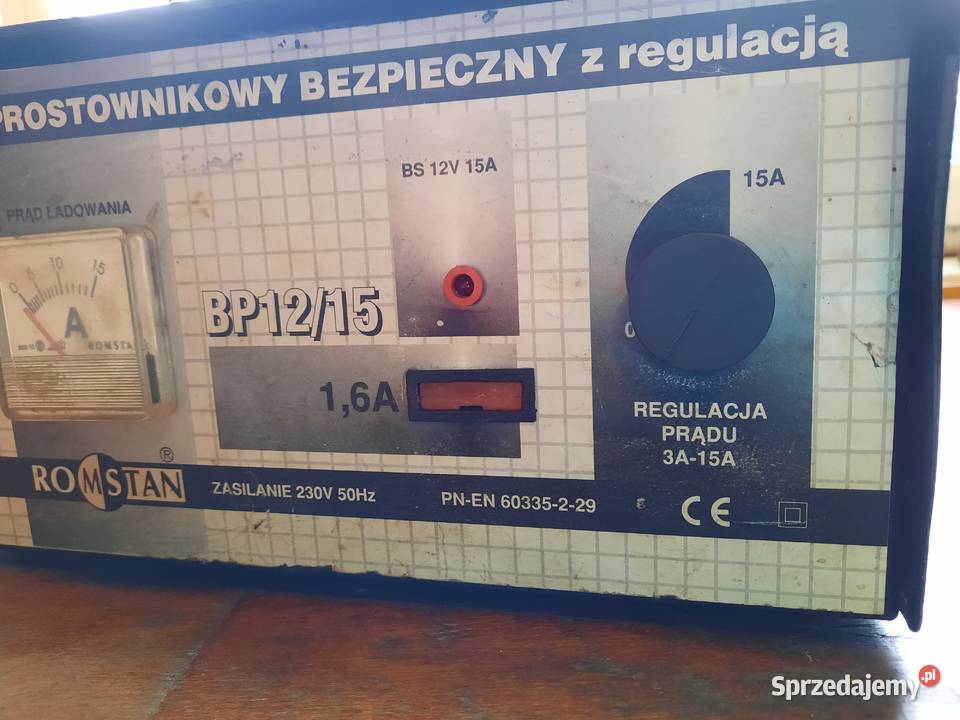 PROSTOWNIKOWY BEZPIECZNY z regulacją
BS 12V 15A
15A
PRĄD ŁADOWANIA
0 5 10 15
A
ROMSTA
BP12/15
0
1,6A
REGULACJA
PRĄDU
3A-15A
ROMSTAN ®
ZASILANIE 230V 50Hz
PN-EN 60335-2-29
CE
Sprzedajemy.pl